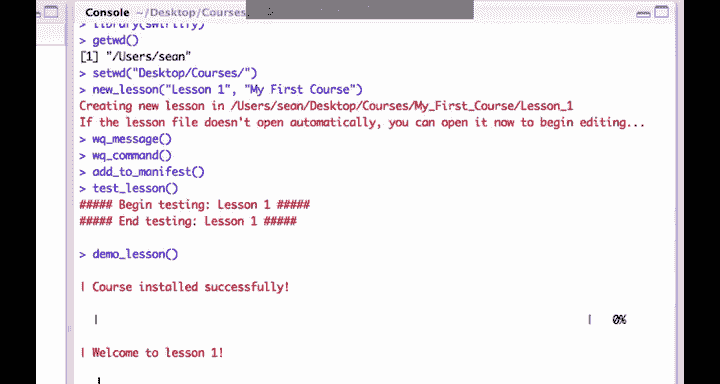 Console ~/Desktop/Courses
> library(swirlify)
> getwd()
[1] "/Users/sean"
> setwd("Desktop/Courses/")
> new_lesson("Lesson 1", "My First Course")
Creating new lesson in /Users/sean/Desktop/Courses/My_First_Course/Lesson_1
If the lesson file doesn't open automatically, you can open it now to begin editing...
> wq_message()
> wq_command()
> add_to_manifest()
> test_lesson()
##### Begin testing: Lesson 1 #####
##### End testing: Lesson 1 #####
> demo_lesson()
| Course installed successfully!
| | 0%
| Welcome to lesson 1!